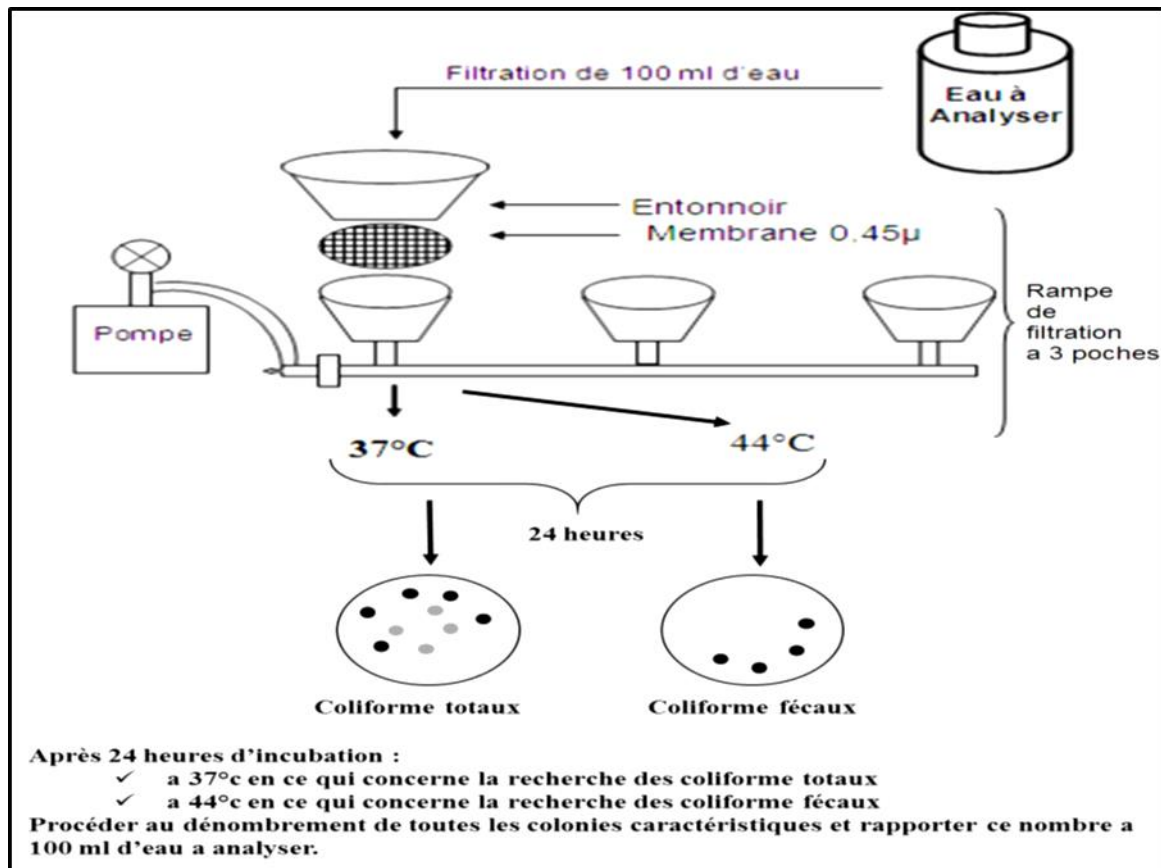 Filtration de 100 ml d'eau
Eau à
Analyser
Entonnoir
Membrane 0.45µ
Pompe
Rampe
de
filtration
a 3 poches
37°C
44°C
24 heures
Coliforme totaux
Coliforme fécaux
Après 24 heures d'incubation :
✓ a 37°c en ce qui concerne la recherche des coliforme totaux
✓ a 44°c en ce qui concerne la recherche des coliforme fécaux
Procéder au dénombrement de toutes les colonies caractéristiques et rapporter ce nombre a
100 ml d'eau a analyser.